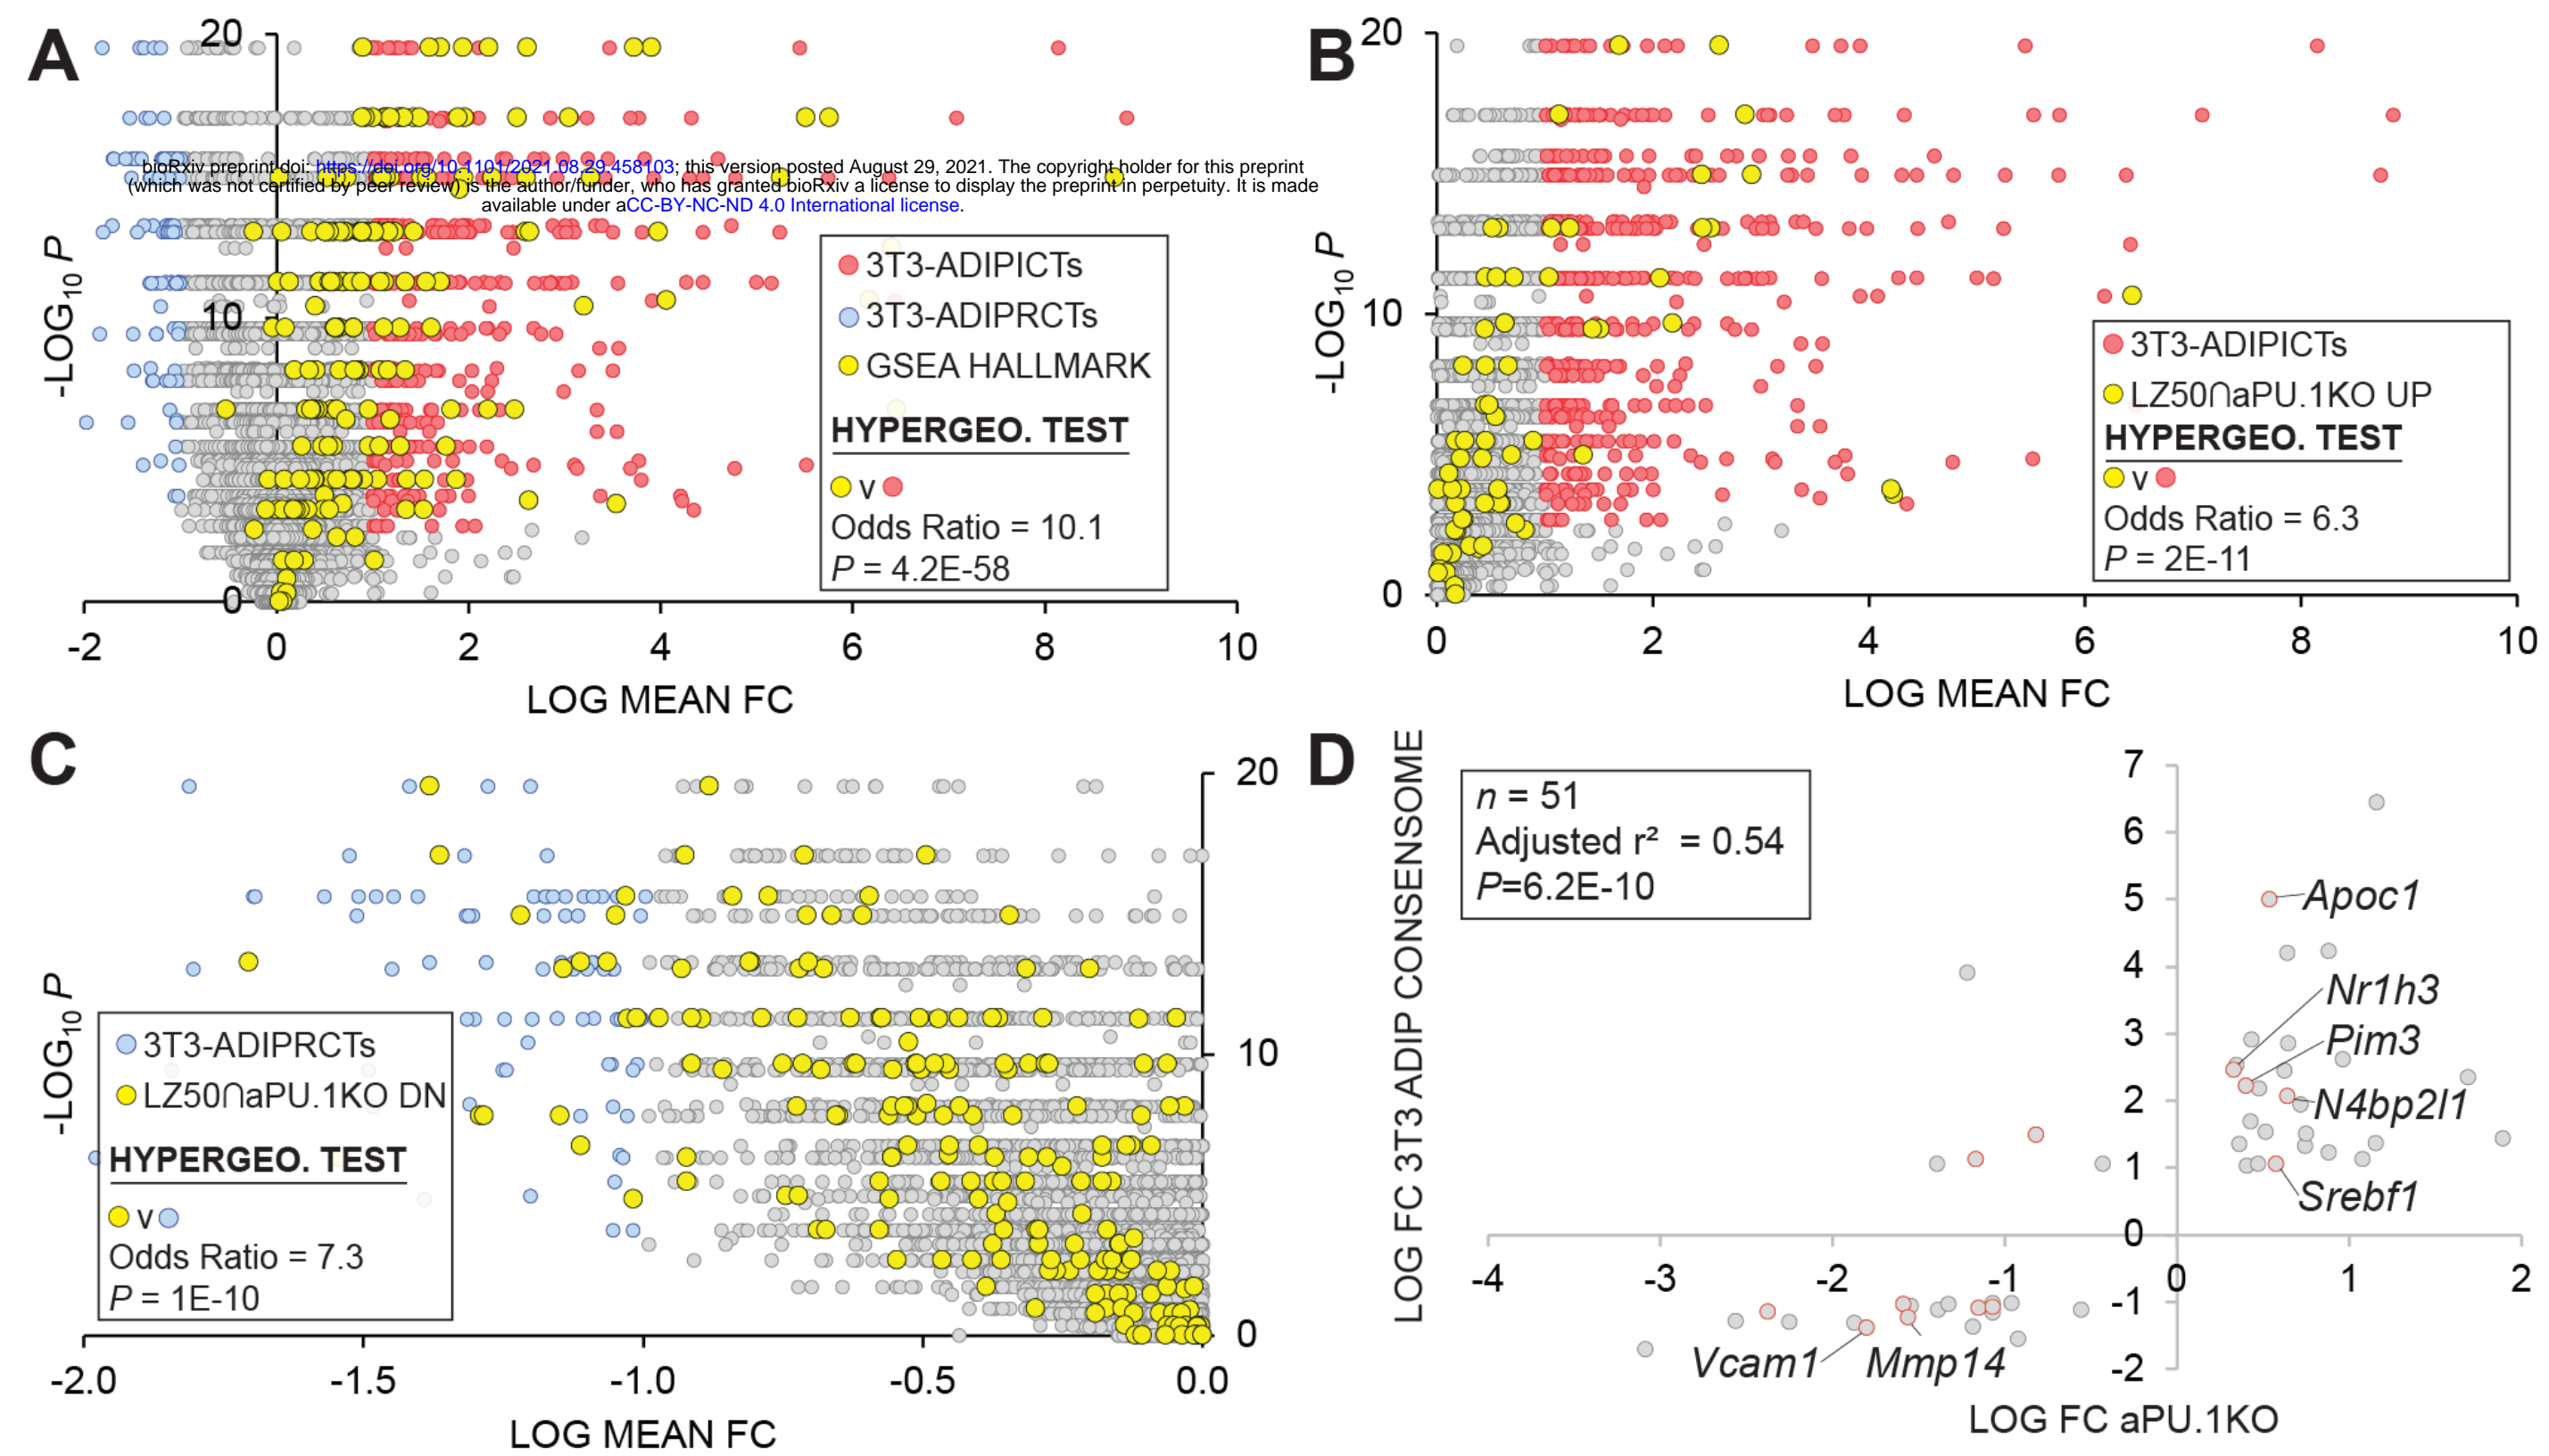 A
20
10
0
-LOG10 P
-2 0 2 4 6 8 10
LOG MEAN FC
bioRxiv preprint doi: https://doi.org/10.1101/2021.08.29.458103; this version posted August 29, 2021. The copyright holder for this preprint
(which was not certified by peer review) is the author/funder, who has granted bioRxiv a license to display the preprint in perpetuity. It is made
available under aCC-BY-NC-ND 4.0 International license.
3T3-ADIPICTs
3T3-ADIPRCTs
GSEA HALLMARK
HYPERGEO. TEST
v
Odds Ratio = 10.1
P = 4.2E-58
B
20
10
0
-LOG10 P
0 2 4 6 8 10
LOG MEAN FC
3T3-ADIPICTs
LZ50∩aPU.1KO UP
HYPERGEO. TEST
v
Odds Ratio = 6.3
P = 2E-11
C
20
10
0
-LOG10 P
-2.0 -1.5 -1.0 -0.5 0.0
LOG MEAN FC
3T3-ADIPRCTs
LZ50∩aPU.1KO DN
HYPERGEO. TEST
v
Odds Ratio = 7.3
P = 1E-10
D
LOG FC 3T3 ADIP CONSENSOME
n = 51
Adjusted r² = 0.54
P=6.2E-10
7
6
5
4
3
2
1
0
-1
-2
Apoc1
Nr1h3
Pim3
N4bp2l1
Srebf1
-4 -3 -2 -1 0 1 2
Vcam1
Mmp14
LOG FC aPU.1KO